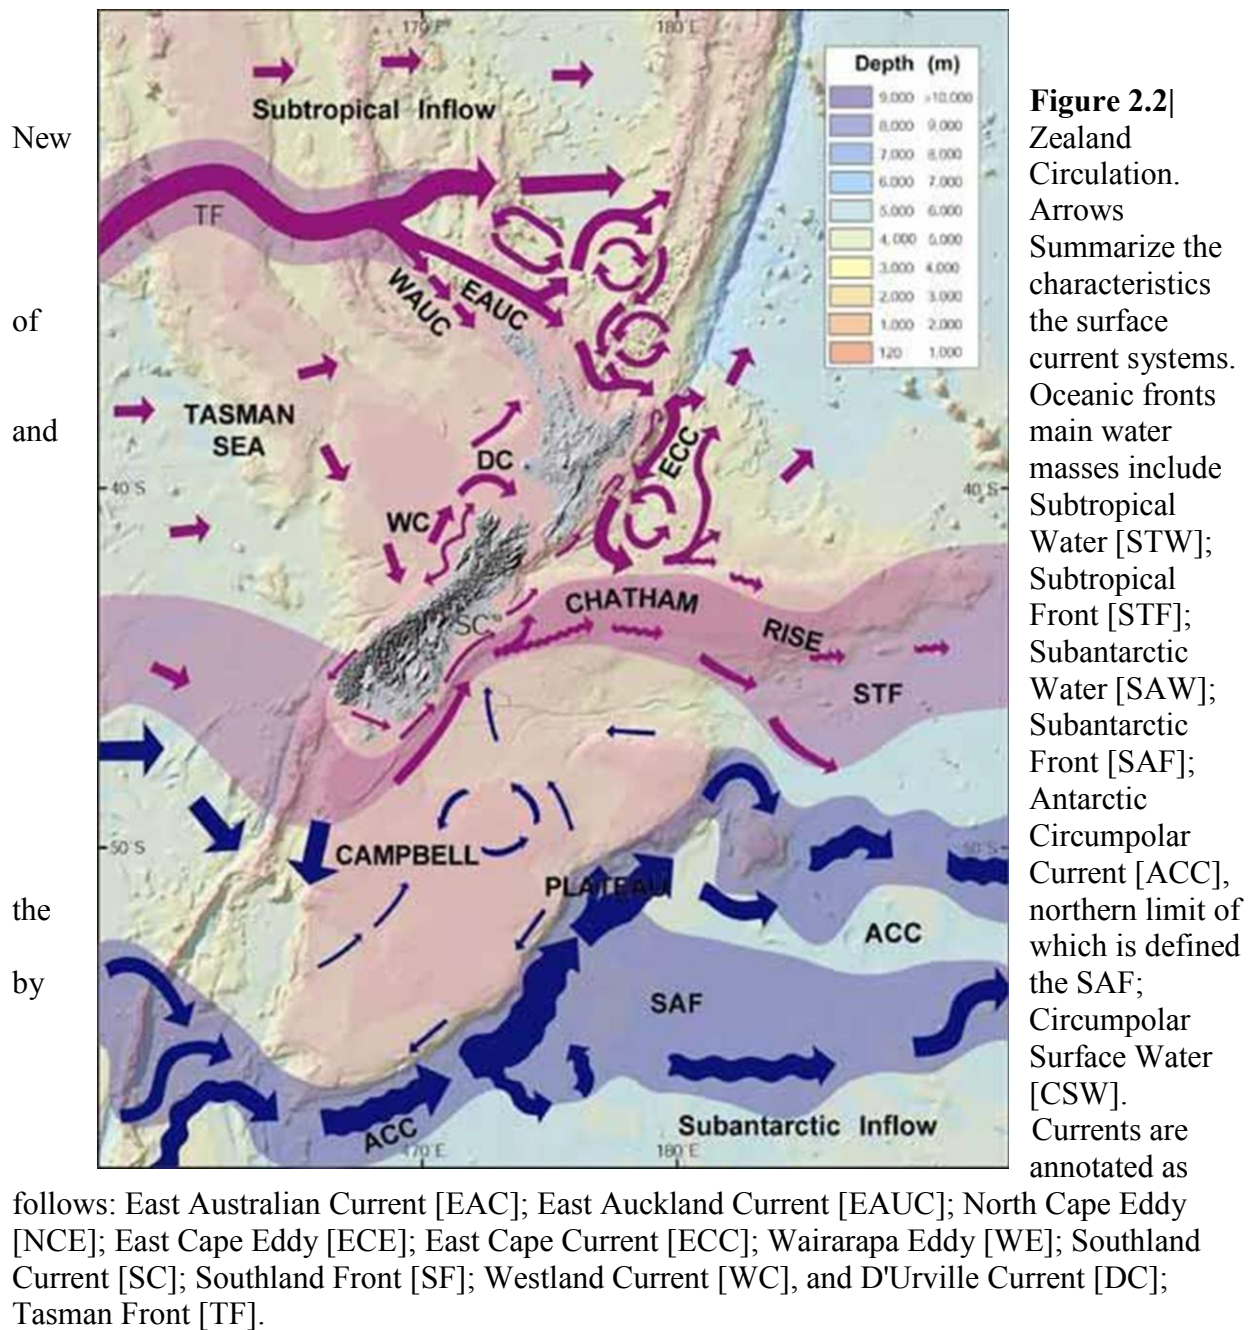 170°E 180°E
Subtropical Inflow
TF
WAUC
EAUC
TASMAN
SEA
DC
WC
ECC
40°S 40°S
SC
CHATHAM
RISE
STF
CAMPBELL
PLATEAU
50°S 50°S
ACC
SAF
ACC
Subantarctic Inflow
170°E 180°E
Depth (m)
9,000 >10,000
8,000 9,000
7,000 8,000
6,000 7,000
5,000 6,000
4,000 5,000
3,000 4,000
2,000 3,000
1,000 2,000
120 1,000
Figure 2.2|
New Zealand
Circulation.
Arrows
Summarize the
characteristics
of the surface
current systems.
Oceanic fronts
and main water
masses include
Subtropical
Water [STW];
Subtropical
Front [STF];
Subantarctic
Water [SAW];
Subantarctic
Front [SAF];
Antarctic
Circumpolar
Current [ACC],
the northern limit of
which is defined
by the SAF;
Circumpolar
Surface Water
[CSW].
Currents are
annotated as
follows: East Australian Current [EAC]; East Auckland Current [EAUC]; North Cape Eddy
[NCE]; East Cape Eddy [ECE]; East Cape Current [ECC]; Wairarapa Eddy [WE]; Southland
Current [SC]; Southland Front [SF]; Westland Current [WC], and D'Urville Current [DC];
Tasman Front [TF].